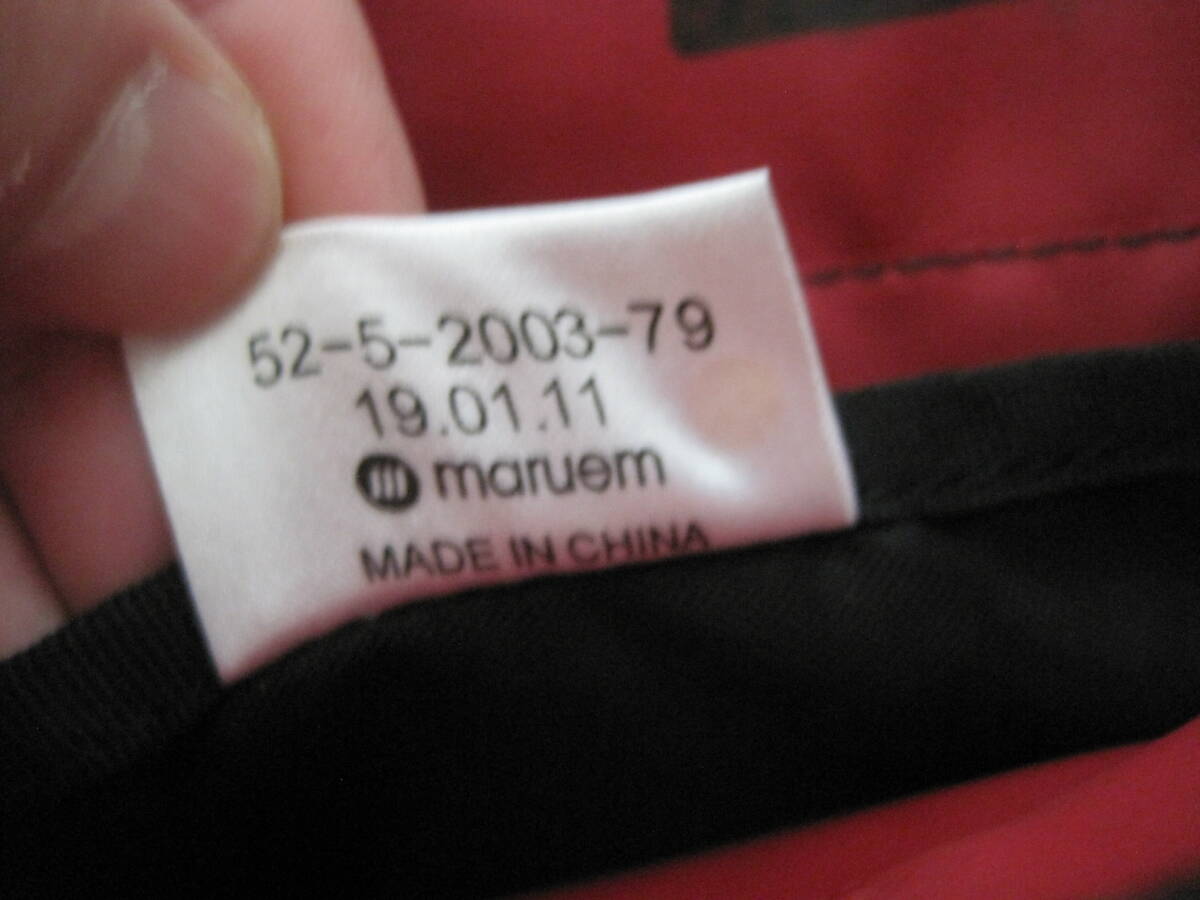 52-5-2003-79
19.01.11
maruem
MADE IN CHINA